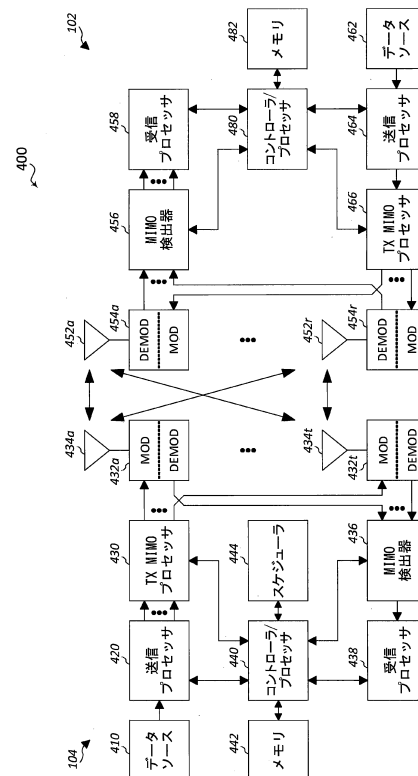 400
104
102
410
データ
ソース
420
送信
プロセッサ
430
TX MIMO
プロセッサ
432a
MOD
DEMOD
434a
452a
454a
DEMOD
MOD
456
MIMO
検出器
458
受信
プロセッサ
442
メモリ
440
コントローラ/
プロセッサ
444
スケジューラ
480
コントローラ/
プロセッサ
482
メモリ
438
受信
プロセッサ
436
MIMO
検出器
432t
MOD
DEMOD
434t
452r
454r
DEMOD
MOD
466
TX MIMO
プロセッサ
464
送信
プロセッサ
462
データ
ソース